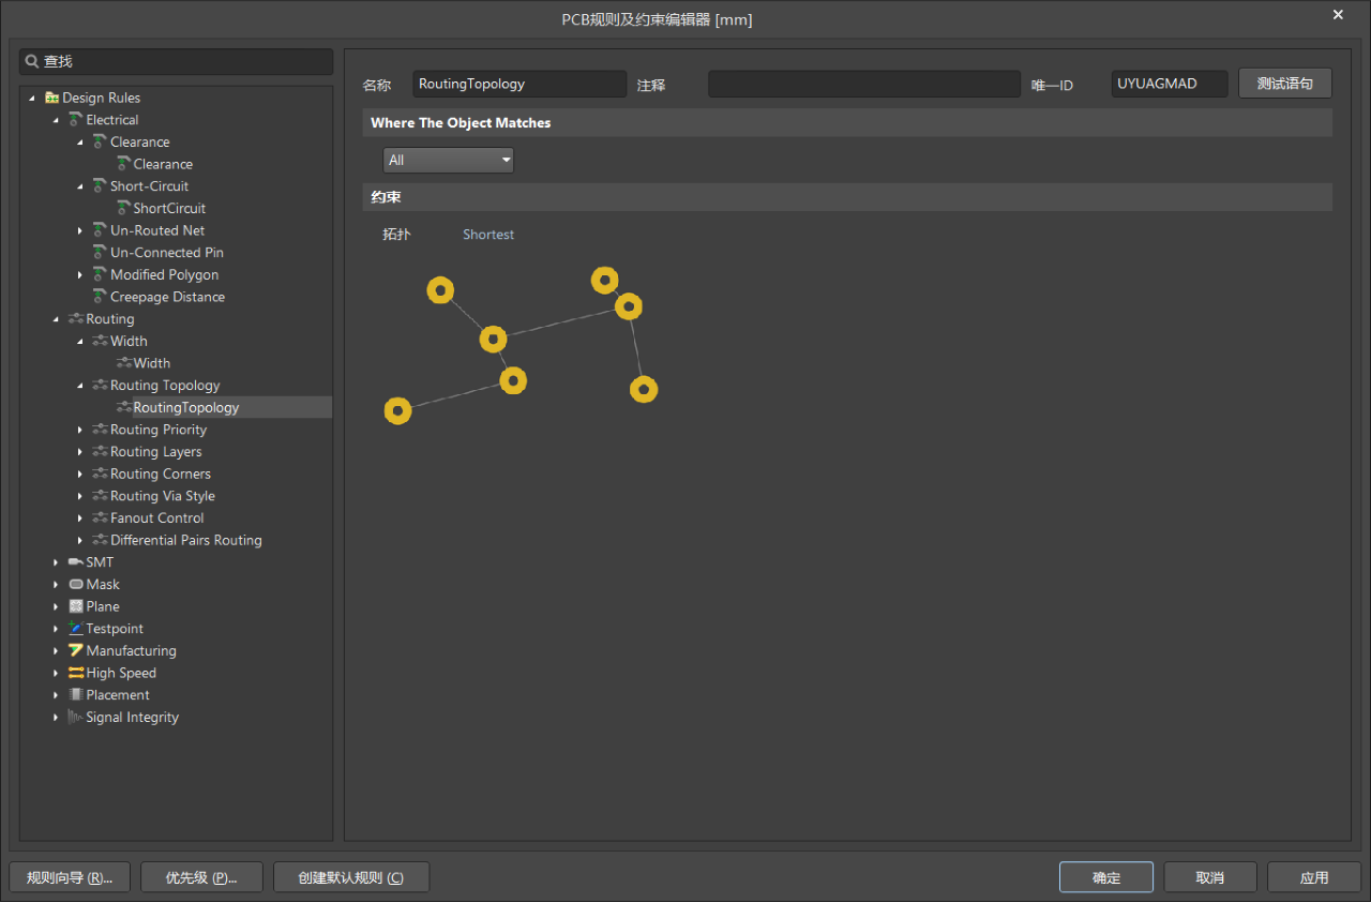 PCB规则及约束编辑器 [mm]
查找
Design Rules
Electrical
Clearance
Clearance
Short-Circuit
ShortCircuit
Un-Routed Net
Un-Connected Pin
Modified Polygon
Creepage Distance
Routing
Width
Width
Routing Topology
RoutingTopology
Routing Priority
Routing Layers
Routing Corners
Routing Via Style
Fanout Control
Differential Pairs Routing
SMT
Mask
Plane
Testpoint
Manufacturing
High Speed
Placement
Signal Integrity
名称 RoutingTopology 注释 唯一ID UYUAGMAD 测试语句
Where The Object Matches
All
约束
拓扑 Shortest
规则向导 (R)... 优先级 (P)... 创建默认规则 (C) 确定 取消 应用